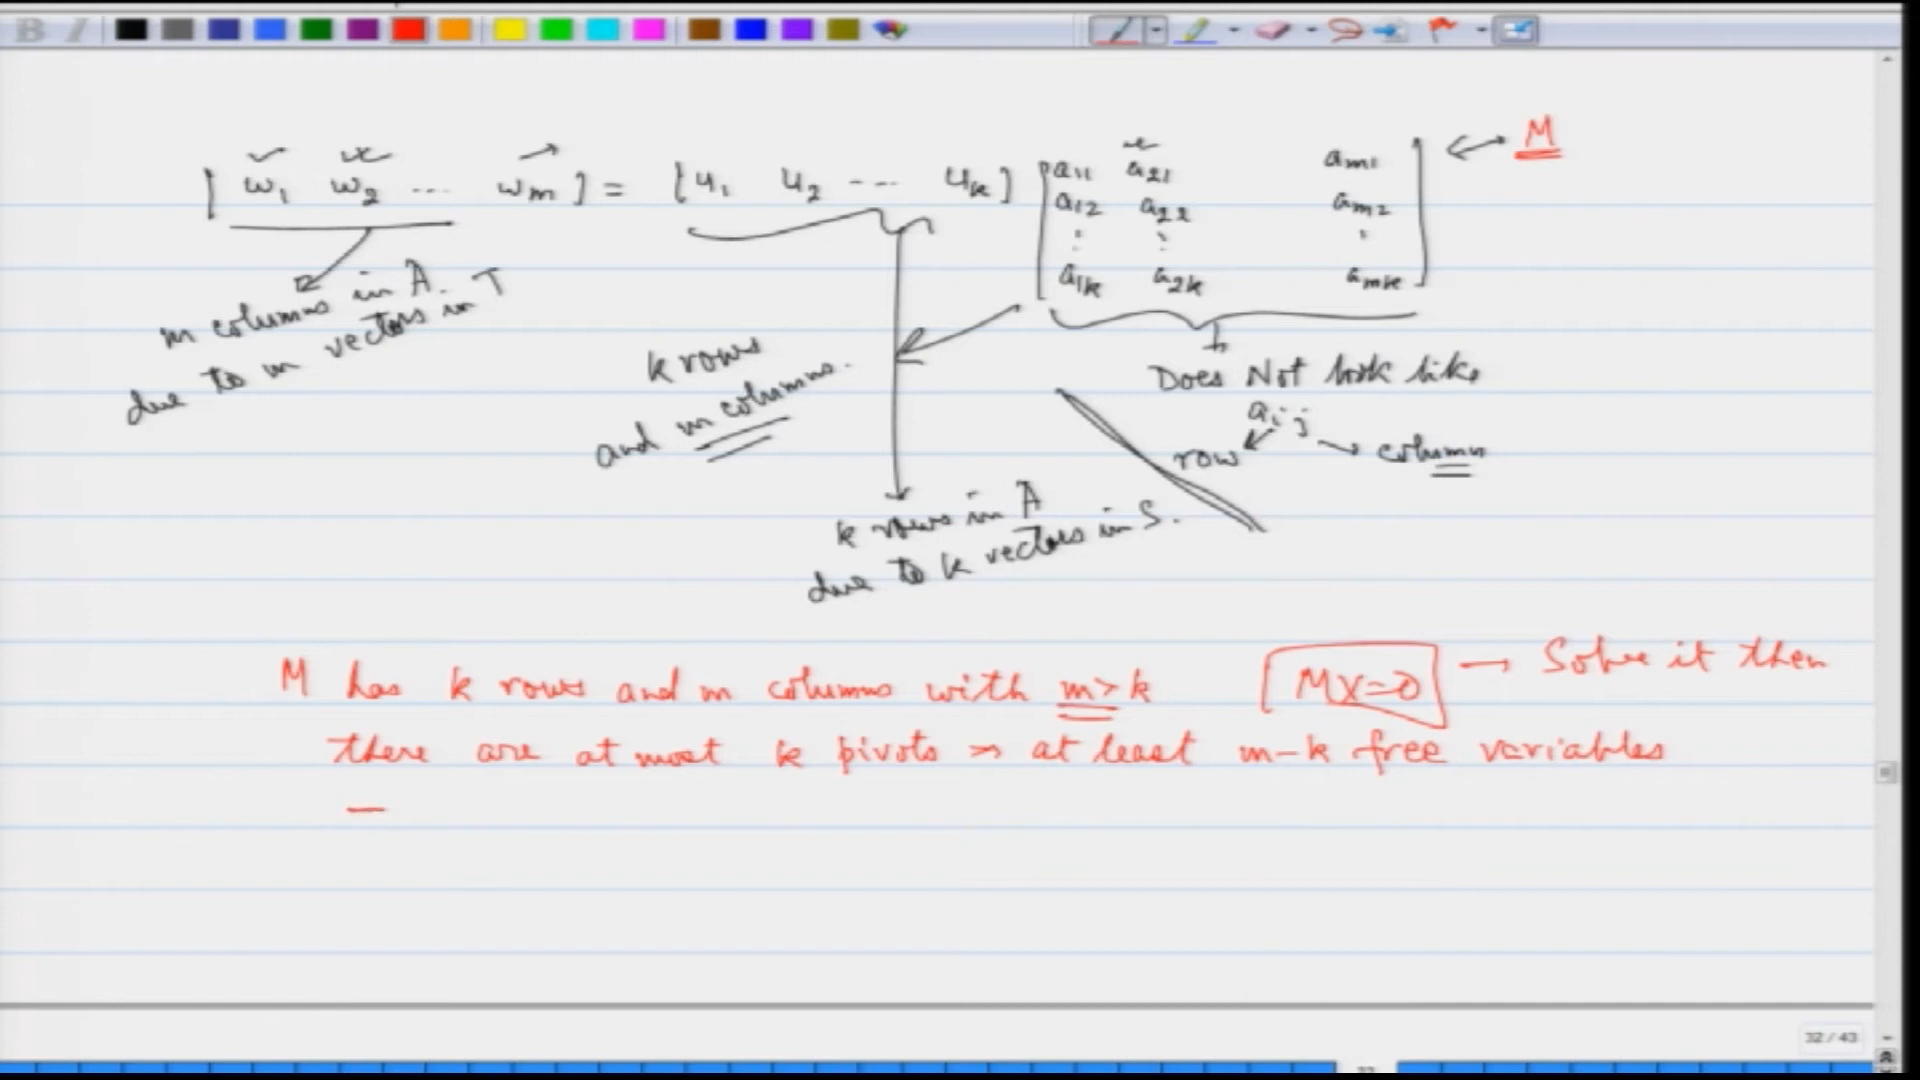 B I
[ w1 w2 ... wm ] = [ u1 u2 --- uk ] [ a11 a21 am1 ↔ M
a12 a22 am2
: : :
a1k a2k amk ]
m columns in A.
due to m vectors in T
k rows
and m columns.
Does Not look like
aij
row → column
k rows in A
due to k vectors in S.
M has k rows and m columns with m>k [MX=0] → Solve it then
there are at most k pivots ⇒ at least m-k free variables
32 / 43